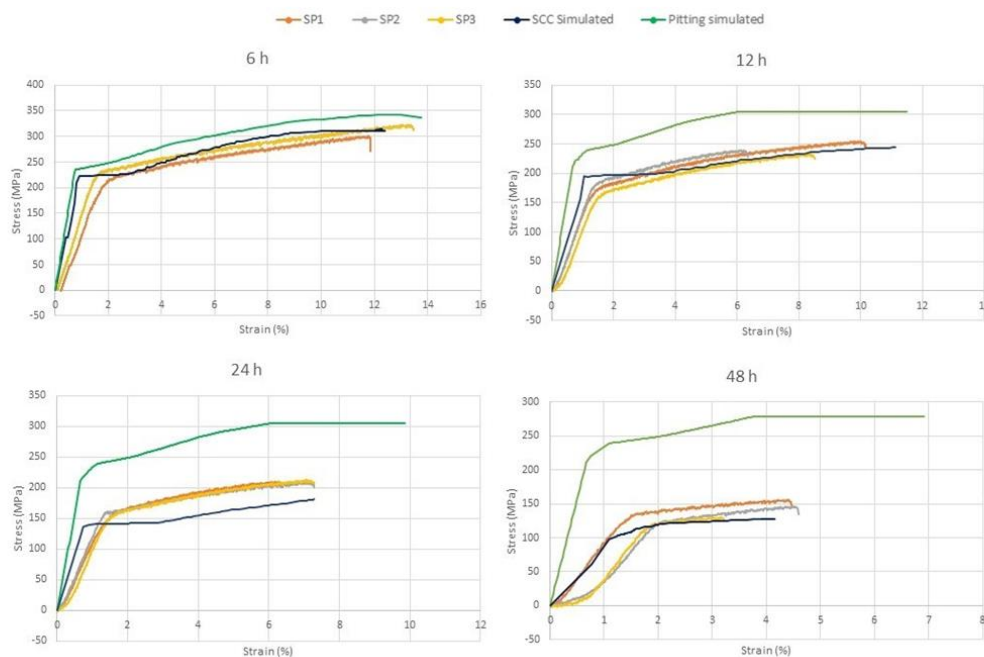 SP1 SP2 SP3 SCC Simulated Pitting simulated
6 h
400
350
300
250
200
150
100
50
0
-50
Stress (MPa)
0 2 4 6 8 10 12 14 16
Strain (%)
12 h
350
300
250
200
150
100
50
0
-50
Stress (MPa)
0 2 4 6 8 10 12 14
Strain (%)
24 h
350
300
250
200
150
100
50
0
-50
Stress (MPa)
0 2 4 6 8 10 12
Strain (%)
48 h
300
250
200
150
100
50
0
-50
Stress (MPa)
0 1 2 3 4 5 6 7 8
Strain (%)